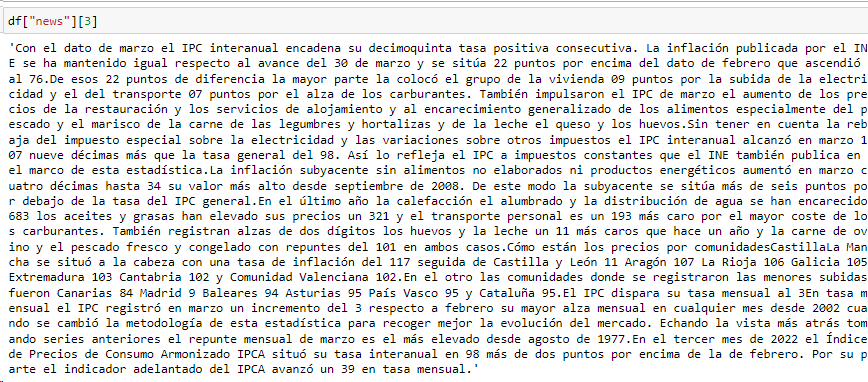 df["news"][3]
'Con el dato de marzo el IPC interanual encadena su decimoquinta tasa positiva consecutiva. La inflación publicada por el IN
E se ha mantenido igual respecto al avance del 30 de marzo y se sitúa 22 puntos por encima del dato de febrero que ascendió
al 76.De esos 22 puntos de diferencia la mayor parte la colocó el grupo de la vivienda 09 puntos por la subida de la electri
cidad y el del transporte 07 puntos por el alza de los carburantes. También impulsaron el IPC de marzo el aumento de los pre
cios de la restauración y los servicios de alojamiento y al encarecimiento generalizado de los alimentos especialmente del p
escado y el marisco de la carne de las legumbres y hortalizas y de la leche el queso y los huevos.Sin tener en cuenta la reb
aja del impuesto especial sobre la electricidad y las variaciones sobre otros impuestos el IPC interanual alcanzó en marzo 1
07 nueve décimas más que la tasa general del 98. Así lo refleja el IPC a impuestos constantes que el INE también publica en
el marco de esta estadística.La inflación subyacente sin alimentos no elaborados ni productos energéticos aumentó en marzo c
uatro décimas hasta 34 su valor más alto desde septiembre de 2008. De este modo la subyacente se sitúa más de seis puntos po
r debajo de la tasa del IPC general.En el último año la calefacción el alumbrado y la distribución de agua se han encarecido
683 los aceites y grasas han elevado sus precios un 321 y el transporte personal es un 193 más caro por el mayor coste de lo
s carburantes. También registran alzas de dos dígitos los huevos y la leche un 11 más caros que hace un año y la carne de ov
ino y el pescado fresco y congelado con repuntes del 101 en ambos casos.Cómo están los precios por comunidadesCastillaLa Man
cha se situó a la cabeza con una tasa de inflación del 117 seguida de Castilla y León 11 Aragón 107 La Rioja 106 Galicia 105
Extremadura 103 Cantabria 102 y Comunidad Valenciana 102.En el otro las comunidades donde se registraron las menores subidas
fueron Canarias 84 Madrid 9 Baleares 94 Asturias 95 País Vasco 95 y Cataluña 95.El IPC dispara su tasa mensual al 3En tasa m
ensual el IPC registró en marzo un incremento del 3 respecto a febrero su mayor alza mensual en cualquier mes desde 2002 cua
ndo se cambió la metodología de esta estadística para recoger mejor la evolución del mercado. Echando la vista más atrás tom
ando series anteriores el repunte mensual de marzo es el más elevado desde agosto de 1977.En el tercer mes de 2022 el Índice
de Precios de Consumo Armonizado IPCA situó su tasa interanual en 98 más de dos puntos por encima de la de febrero. Por su p
arte el indicador adelantado del IPCA avanzó un 39 en tasa mensual.'